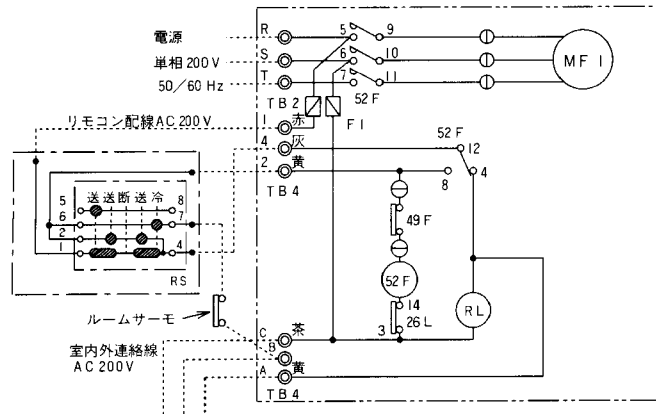 電源
単相200V
50/60 Hz
R
S
T
TB2
5
6
7
9
10
11
52F
MF1
F1
リモコン配線AC200V
1
4
2
赤
灰
黄
TB4
52F
12
8
4
49F
52F
14
26L
3
RL
送送断送冷
5
6
2
1
8
7
4
RS
ルームサーモ
室内外連絡線
AC200V
C
B
A
茶
黄
TB4